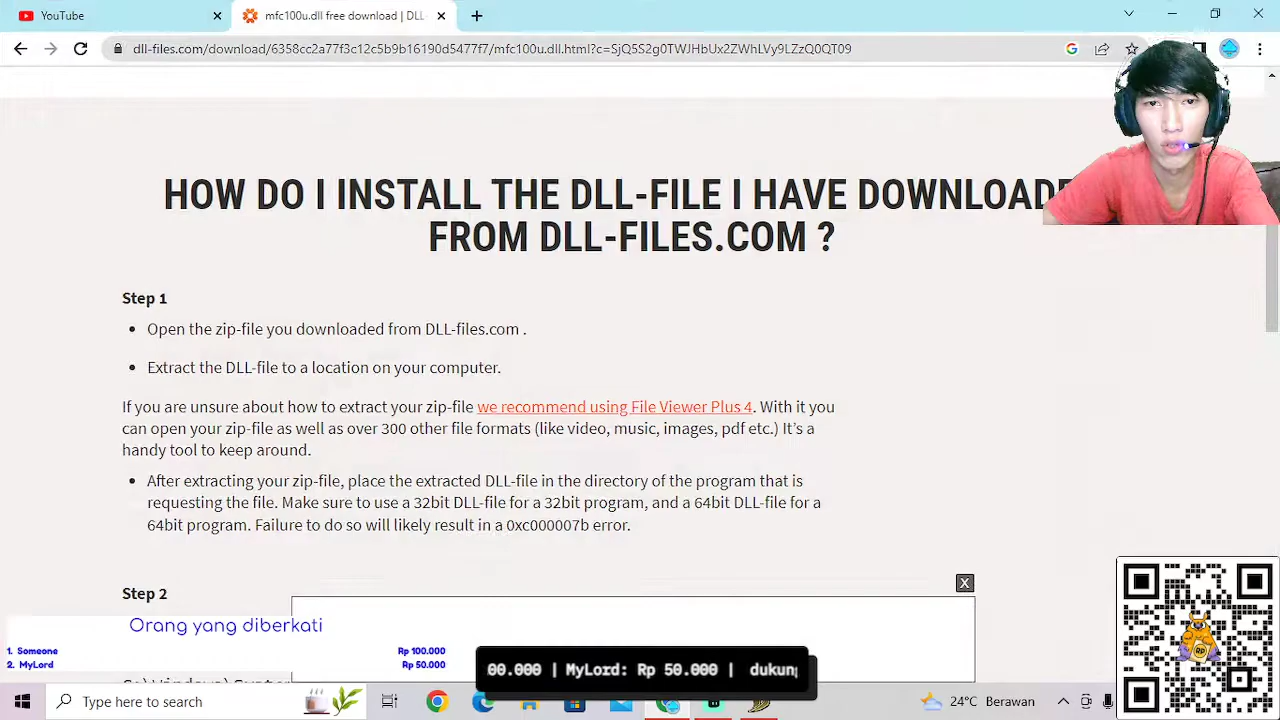 YouTube
mfc100u.dll free download | DLL-
dll-files.com/download/6358cc2a77f3c12c5b9b16190d5477f7/mfc100u.dll.html?c=SjQ5S2g0TWJHbUx2ZWhLVy9LZzQ0QT09
HOW DO I INSTALL THE DLL-FILE I HAVE DOWNLOADE
FROM DLL-FILES.COM ?
Step 1
Open the zip-file you downloaded from DLL-files.com .
Extract the DLL-file to a location on your computer.
If you are unsure about how to extract your zip-file we recommend using File Viewer Plus 4. With it you
can open your zip-file as well as over 300 other file formats (like video, music, images, pdf etc.) It's a
handy tool to keep around.
After extracting your zip-file, place the extracted DLL-file in the directory of the program that is
requesting the file. Make sure to use a 32bit DLL-file for a 32bit program, and a 64bit DLL-file for a
64bit program. Failure to do so will likely result in a 0xc000007b error.
X
Step 2
Orang yang diberkati
1. Someone Rp 100.000
2. MyLord Rp 50.000
00.000 | MyLord: Rp 50.000 | dukun
RP
Type here to search
24°C Berawan